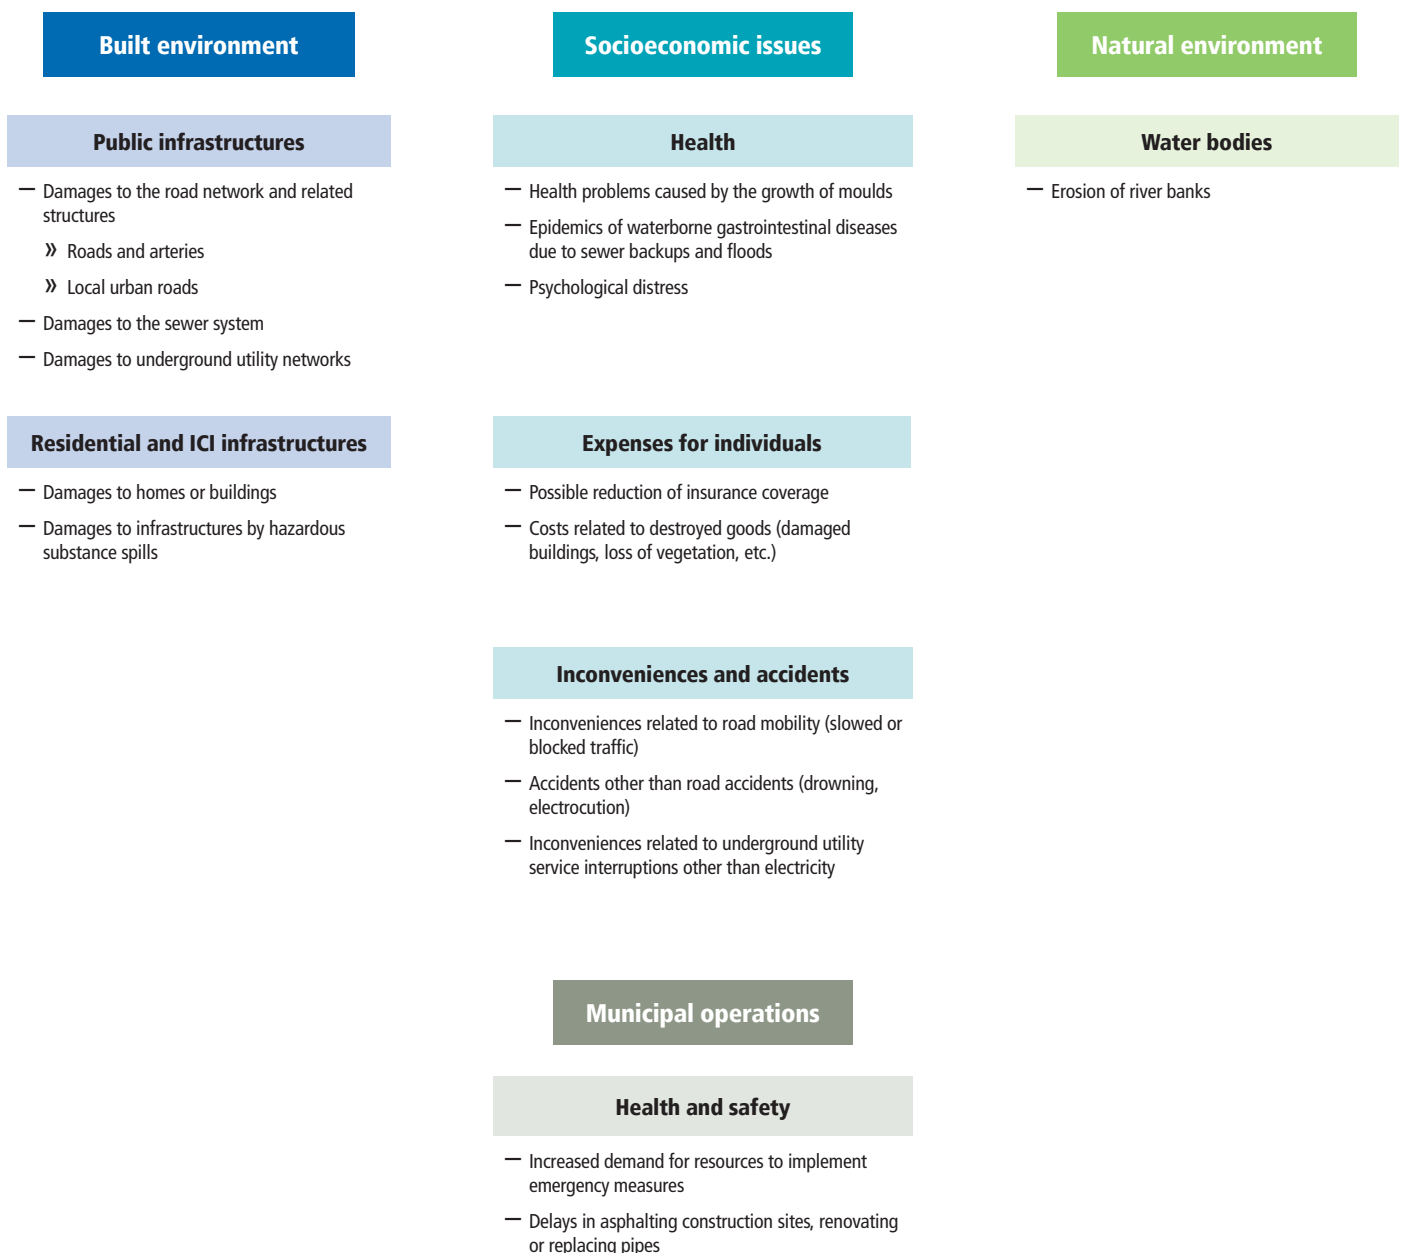 Built environment
Public infrastructures
— Damages to the road network and related
structures
» Roads and arteries
» Local urban roads
— Damages to the sewer system
— Damages to underground utility networks
Residential and ICI infrastructures
— Damages to homes or buildings
— Damages to infrastructures by hazardous
substance spills
Socioeconomic issues
Health
— Health problems caused by the growth of moulds
— Epidemics of waterborne gastrointestinal diseases
due to sewer backups and floods
— Psychological distress
Expenses for individuals
— Possible reduction of insurance coverage
— Costs related to destroyed goods (damaged
buildings, loss of vegetation, etc.)
Inconveniences and accidents
— Inconveniences related to road mobility (slowed or
blocked traffic)
— Accidents other than road accidents (drowning,
electrocution)
— Inconveniences related to underground utility
service interruptions other than electricity
Natural environment
Water bodies
— Erosion of river banks
Municipal operations
Health and safety
— Increased demand for resources to implement
emergency measures
— Delays in asphalting construction sites, renovating
or replacing pipes